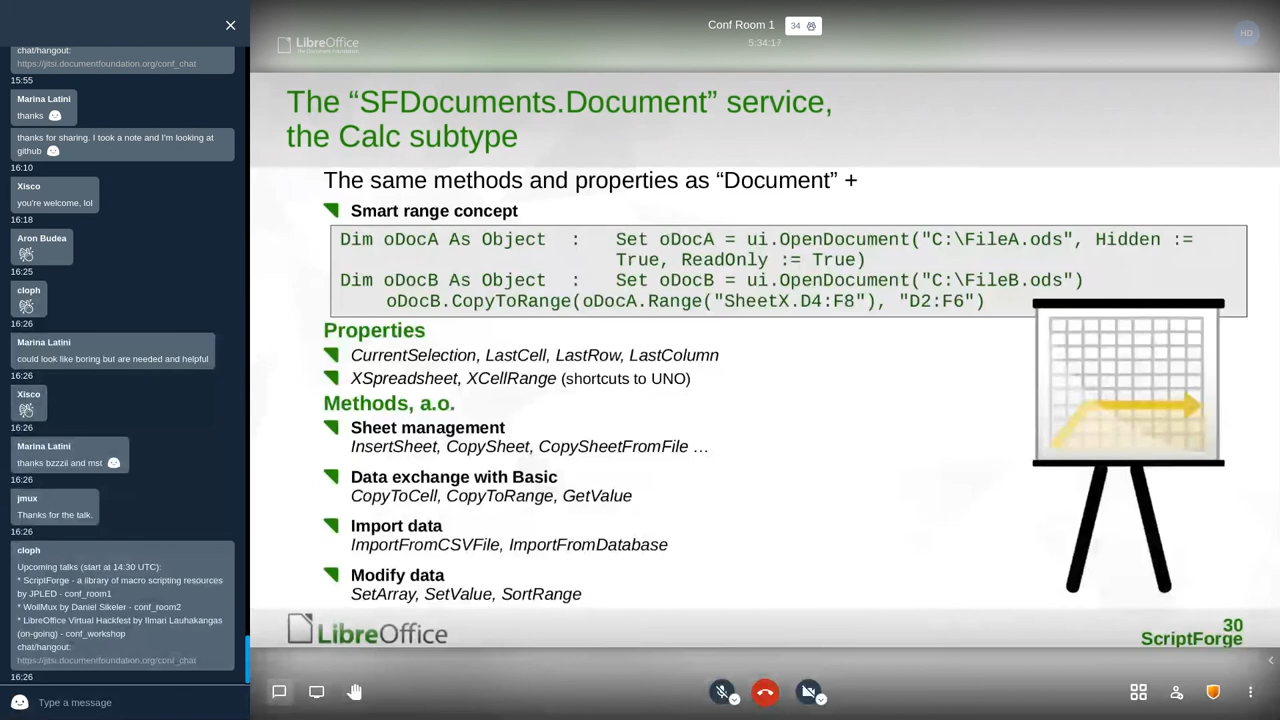 chat/hangout:
https://jitsi.documentfoundation.org/conf_chat
15:55
Marina Latini
thanks
thanks for sharing. I took a note and I'm looking at
github
16:10
Xisco
you're welcome, lol
16:18
Aron Budea
16:25
cloph
16:26
Marina Latini
could look like boring but are needed and helpful
16:26
Xisco
16:26
Marina Latini
thanks bzzzii and mst
16:26
jmux
Thanks for the talk.
16:26
cloph
Upcoming talks (start at 14:30 UTC):
* ScriptForge - a library of macro scripting resources
by JPLED - conf_room1
* WollMux by Daniel Sikeler - conf_room2
* LibreOffice Virtual Hackfest by Ilmari Lauhakangas
(on-going) - conf_workshop
chat/hangout:
https://jitsi.documentfoundation.org/conf_chat
16:26
Type a message
Conf Room 1 34
5:34:17
HD
LibreOffice
The Document Foundation
The “SFDocuments.Document” service,
the Calc subtype
The same methods and properties as “Document” +
Smart range concept
Dim oDocA As Object : Set oDocA = ui.OpenDocument("C:\FileA.ods", Hidden :=
True, ReadOnly := True)
Dim oDocB As Object : Set oDocB = ui.OpenDocument("C:\FileB.ods")
oDocB.CopyToRange(oDocA.Range("SheetX.D4:F8"), "D2:F6")
Properties
CurrentSelection, LastCell, LastRow, LastColumn
XSpreadsheet, XCellRange (shortcuts to UNO)
Methods, a.o.
Sheet management
InsertSheet, CopySheet, CopySheetFromFile …
Data exchange with Basic
CopyToCell, CopyToRange, GetValue
Import data
ImportFromCSVFile, ImportFromDatabase
Modify data
SetArray, SetValue, SortRange
LibreOffice
30
ScriptForge